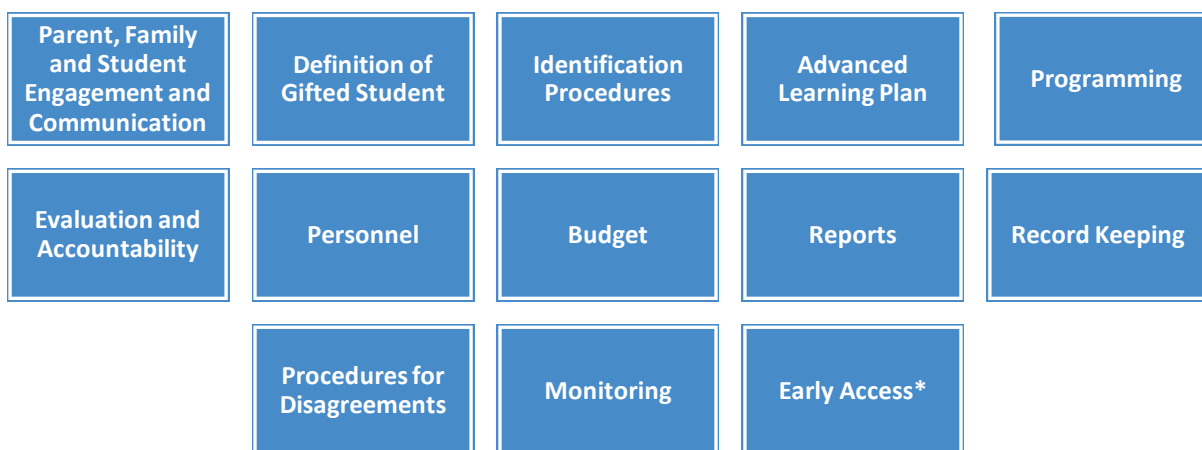 Parent, Family
and Student
Engagement and
Communication
Definition of
Gifted Student
Identification
Procedures
Advanced
Learning Plan
Programming
Evaluation and
Accountability
Personnel
Budget
Reports
Record Keeping
Procedures for
Disagreements
Monitoring
Early Access*